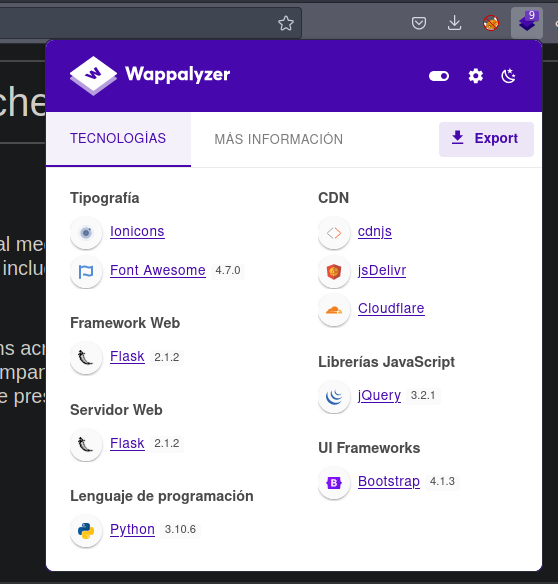 9
Wappalyzer
TECNOLOGÍAS
MÁS INFORMACIÓN
Export
Tipografía
Ionicons
Font Awesome 4.7.0
Framework Web
Flask 2.1.2
Servidor Web
Flask 2.1.2
Lenguaje de programación
Python 3.10.6
CDN
cdnjs
jsDelivr
Cloudflare
Librerías JavaScript
jQuery 3.2.1
UI Frameworks
Bootstrap 4.1.3
che
al me
inclu
ns acr
mpar
e pres